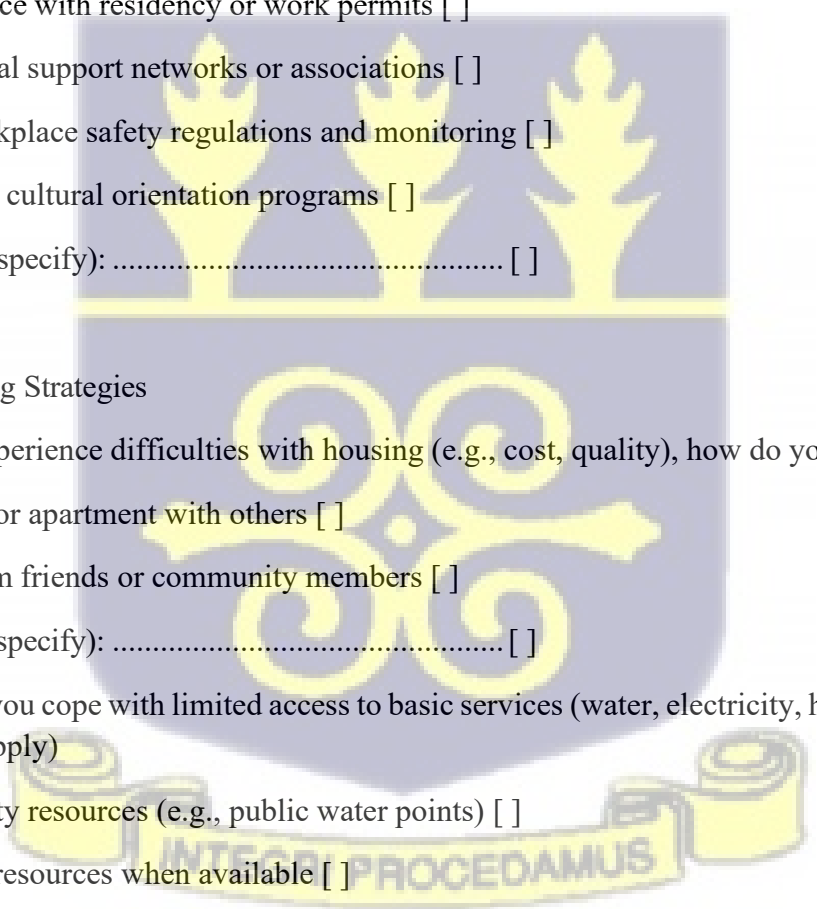 ce with residency or work permits [ ]
al support networks or associations [ ]
kplace safety regulations and monitoring [ ]
cultural orientation programs [ ]
specify): ................................................. [ ]
g Strategies
perience difficulties with housing (e.g., cost, quality), how do yo
or apartment with others [ ]
m friends or community members [ ]
specify): ................................................. [ ]
you cope with limited access to basic services (water, electricity, h
pply)
ty resources (e.g., public water points) [ ]
resources when available [ ]
INTEGRI PROCEDAMUS